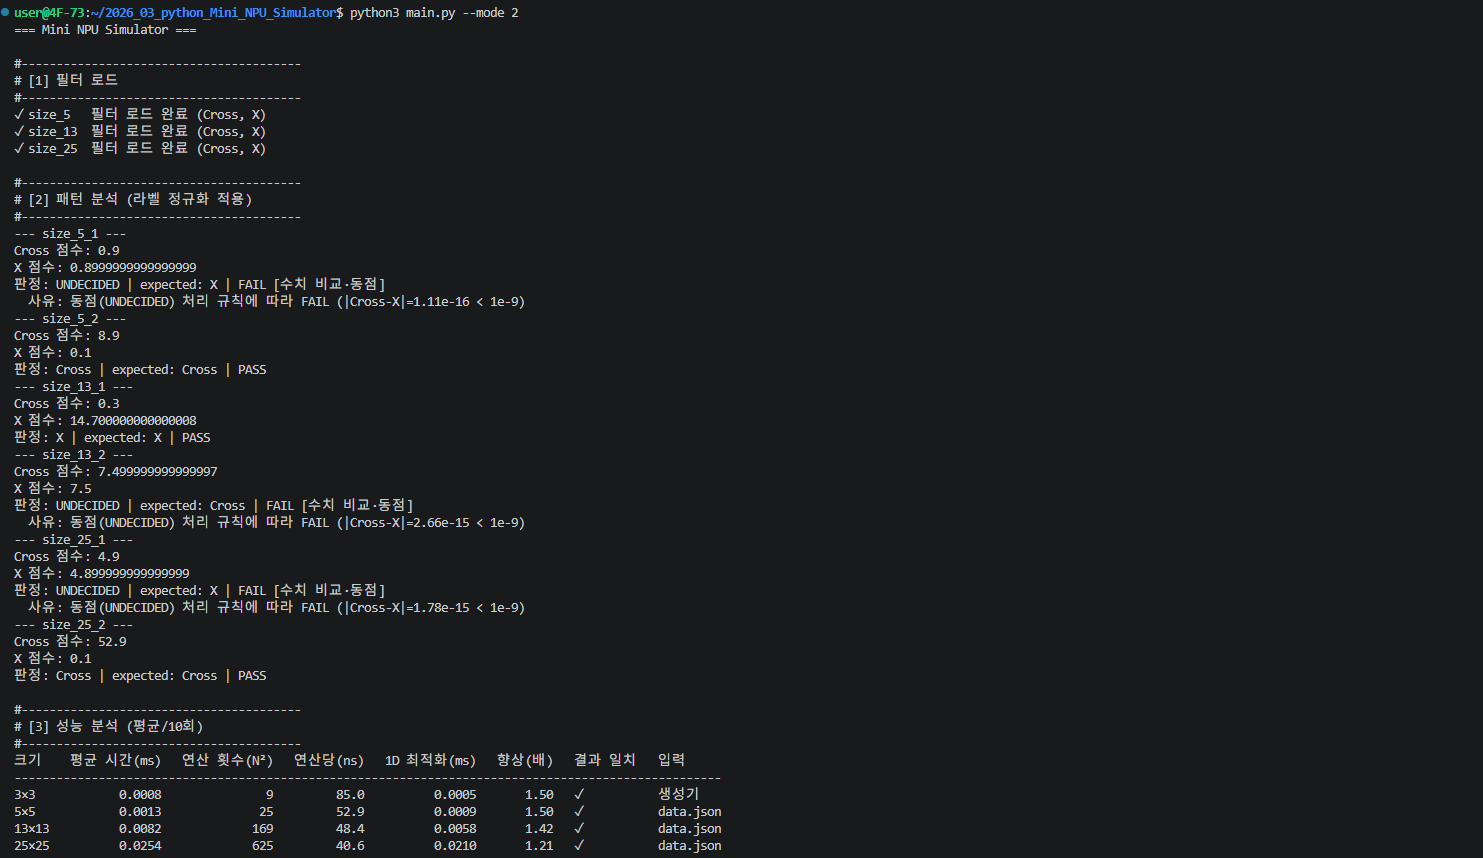 user@4F-73:~/2026_03_python_Mini_NPU_Simulator$ python3 main.py --mode 2
=== Mini NPU Simulator ===
#----------------------------------------
# [1] 필터 로드
#----------------------------------------
✓ size_5   필터 로드 완료 (Cross, X)
✓ size_13  필터 로드 완료 (Cross, X)
✓ size_25  필터 로드 완료 (Cross, X)
#----------------------------------------
# [2] 패턴 분석 (라벨 정규화 적용)
#----------------------------------------
--- size_5_1 ---
Cross 점수: 0.9
X 점수: 0.8999999999999999
판정: UNDECIDED | expected: X | FAIL [수치 비교·동점]
  사유: 동점(UNDECIDED) 처리 규칙에 따라 FAIL (|Cross-X|=1.11e-16 < 1e-9)
--- size_5_2 ---
Cross 점수: 8.9
X 점수: 0.1
판정: Cross | expected: Cross | PASS
--- size_13_1 ---
Cross 점수: 0.3
X 점수: 14.700000000000008
판정: X | expected: X | PASS
--- size_13_2 ---
Cross 점수: 7.499999999999997
X 점수: 7.5
판정: UNDECIDED | expected: Cross | FAIL [수치 비교·동점]
  사유: 동점(UNDECIDED) 처리 규칙에 따라 FAIL (|Cross-X|=2.66e-15 < 1e-9)
--- size_25_1 ---
Cross 점수: 4.9
X 점수: 4.899999999999999
판정: UNDECIDED | expected: X | FAIL [수치 비교·동점]
  사유: 동점(UNDECIDED) 처리 규칙에 따라 FAIL (|Cross-X|=1.78e-15 < 1e-9)
--- size_25_2 ---
Cross 점수: 52.9
X 점수: 0.1
판정: Cross | expected: Cross | PASS
#----------------------------------------
# [3] 성능 분석 (평균/10회)
#----------------------------------------
크기    평균 시간(ms)   연산 횟수(N²)   연산당(ns)   1D 최적화(ms)   향상(배)   결과 일치   입력
-----------------------------------------------------------------------------------------------------
3×3            0.0008               9         85.0          0.0005       1.50   ✓          생성기
5×5            0.0013              25         52.9          0.0009       1.50   ✓          data.json
13×13          0.0082             169         48.4          0.0058       1.42   ✓          data.json
25×25          0.0254             625         40.6          0.0210       1.21   ✓          data.json